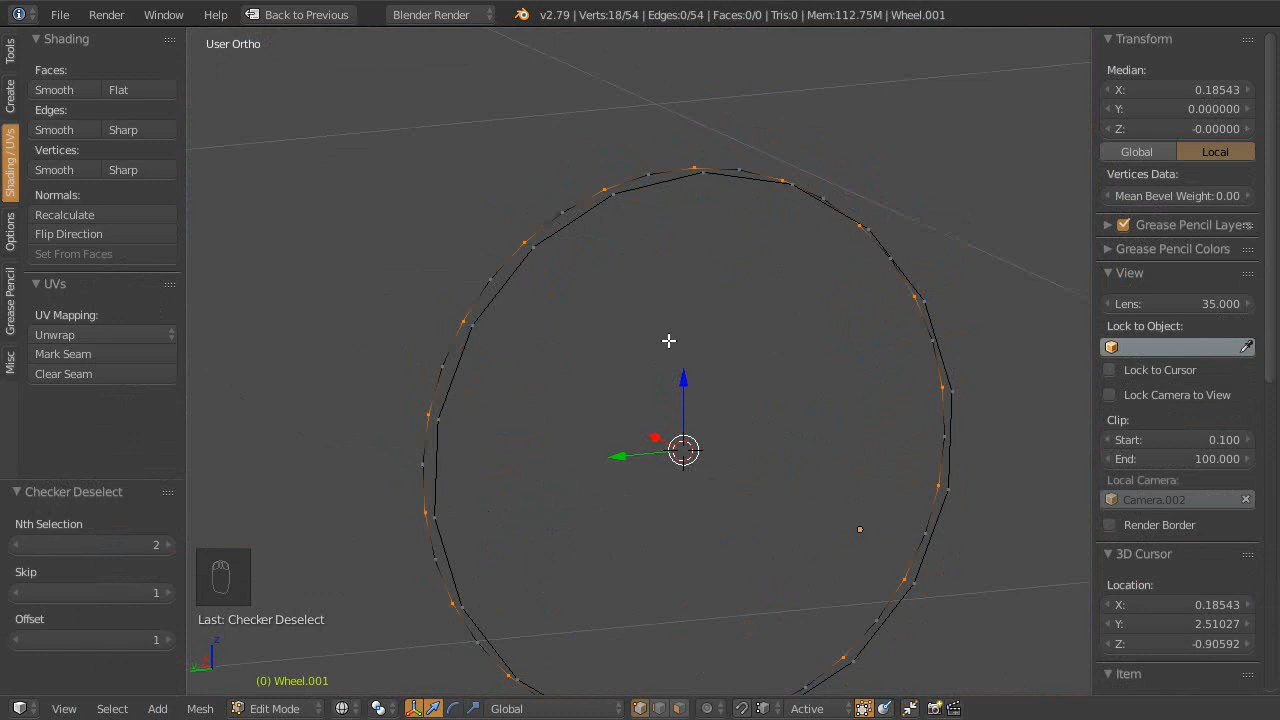 File Render Window Help Back to Previous Blender Render v2.79 | Verts:18/54 | Edges:0/54 | Faces:0/0 | Tris:0 | Mem:112.75M | Wheel.001
Tools
Create
Shading / UVs
Options
Grease Pencil
Misc
Shading
Faces:
Smooth Flat
Edges:
Smooth Sharp
Vertices:
Smooth Sharp
Normals:
Recalculate
Flip Direction
Set From Faces
UVs
UV Mapping:
Unwrap
Mark Seam
Clear Seam
Checker Deselect
Nth Selection
2
Skip
1
Offset
1
User Ortho
Last: Checker Deselect
z
y
(0) Wheel.001
Transform
Median:
X: 0.18543
Y: 0.000000
Z: -0.00000
Global Local
Vertices Data:
Mean Bevel Weight: 0.00
Grease Pencil Layers
Grease Pencil Colors
View
Lens: 35.000
Lock to Object:
Lock to Cursor
Lock Camera to View
Clip:
Start: 0.100
End: 100.000
Local Camera:
Camera.002
Render Border
3D Cursor
Location:
X: 0.18543
Y: 2.51027
Z: -0.90592
Item
View Select Add Mesh Edit Mode Global Active